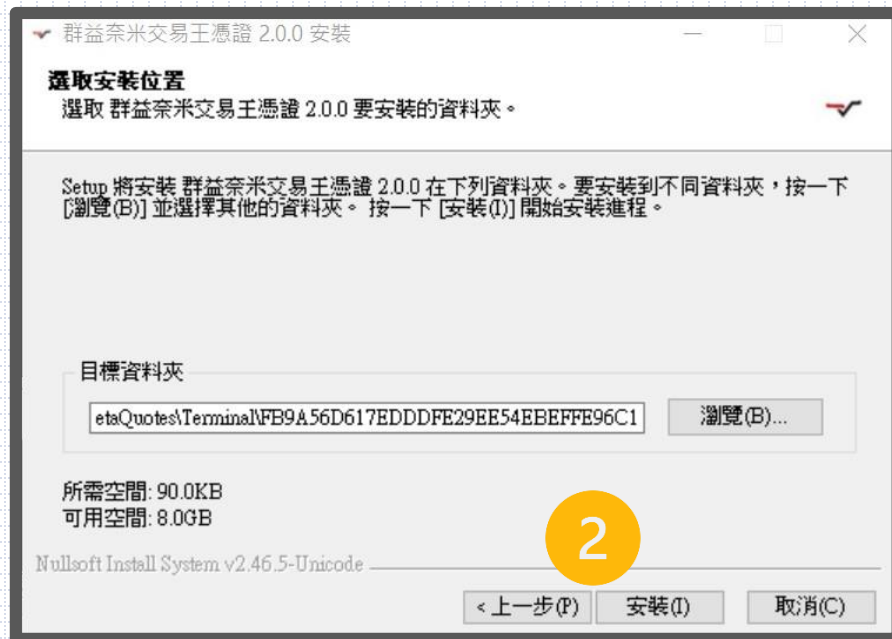 群益奈米交易王憑證 2.0.0 安裝
選取安裝位置
選取 群益奈米交易王憑證 2.0.0 要安裝的資料夾。
Setup 將安裝 群益奈米交易王憑證 2.0.0 在下列資料夾。要安裝到不同資料夾，按一下
[瀏覽(B)] 並選擇其他的資料夾。 按一下 [安裝(I)] 開始安裝進程。
目標資料夾
etaQuotes\Terminal\FB9A56D617EDDDFE29EE54EBEFFE96C1
瀏覽(B)...
所需空間: 90.0KB
可用空間: 8.0GB
2
Nullsoft Install System v2.46.5-Unicode
<上一步(P)
安裝(I)
取消(C)